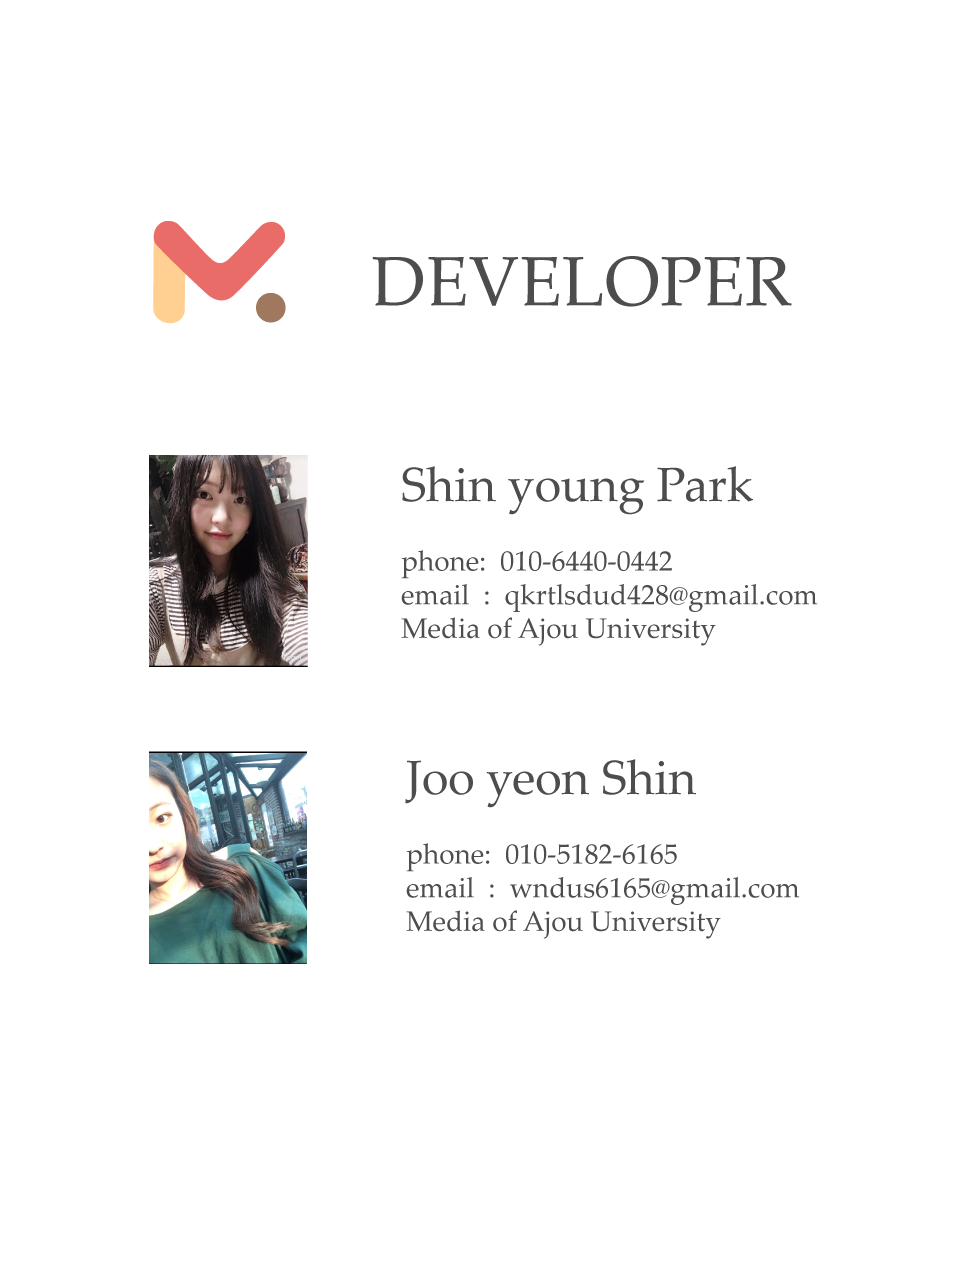 DEVELOPER
Shin young Park
phone: 010-6440-0442
email : qkrtlsdud428@gmail.com
Media of Ajou University
Joo yeon Shin
phone: 010-5182-6165
email : wndus6165@gmail.com
Media of Ajou University